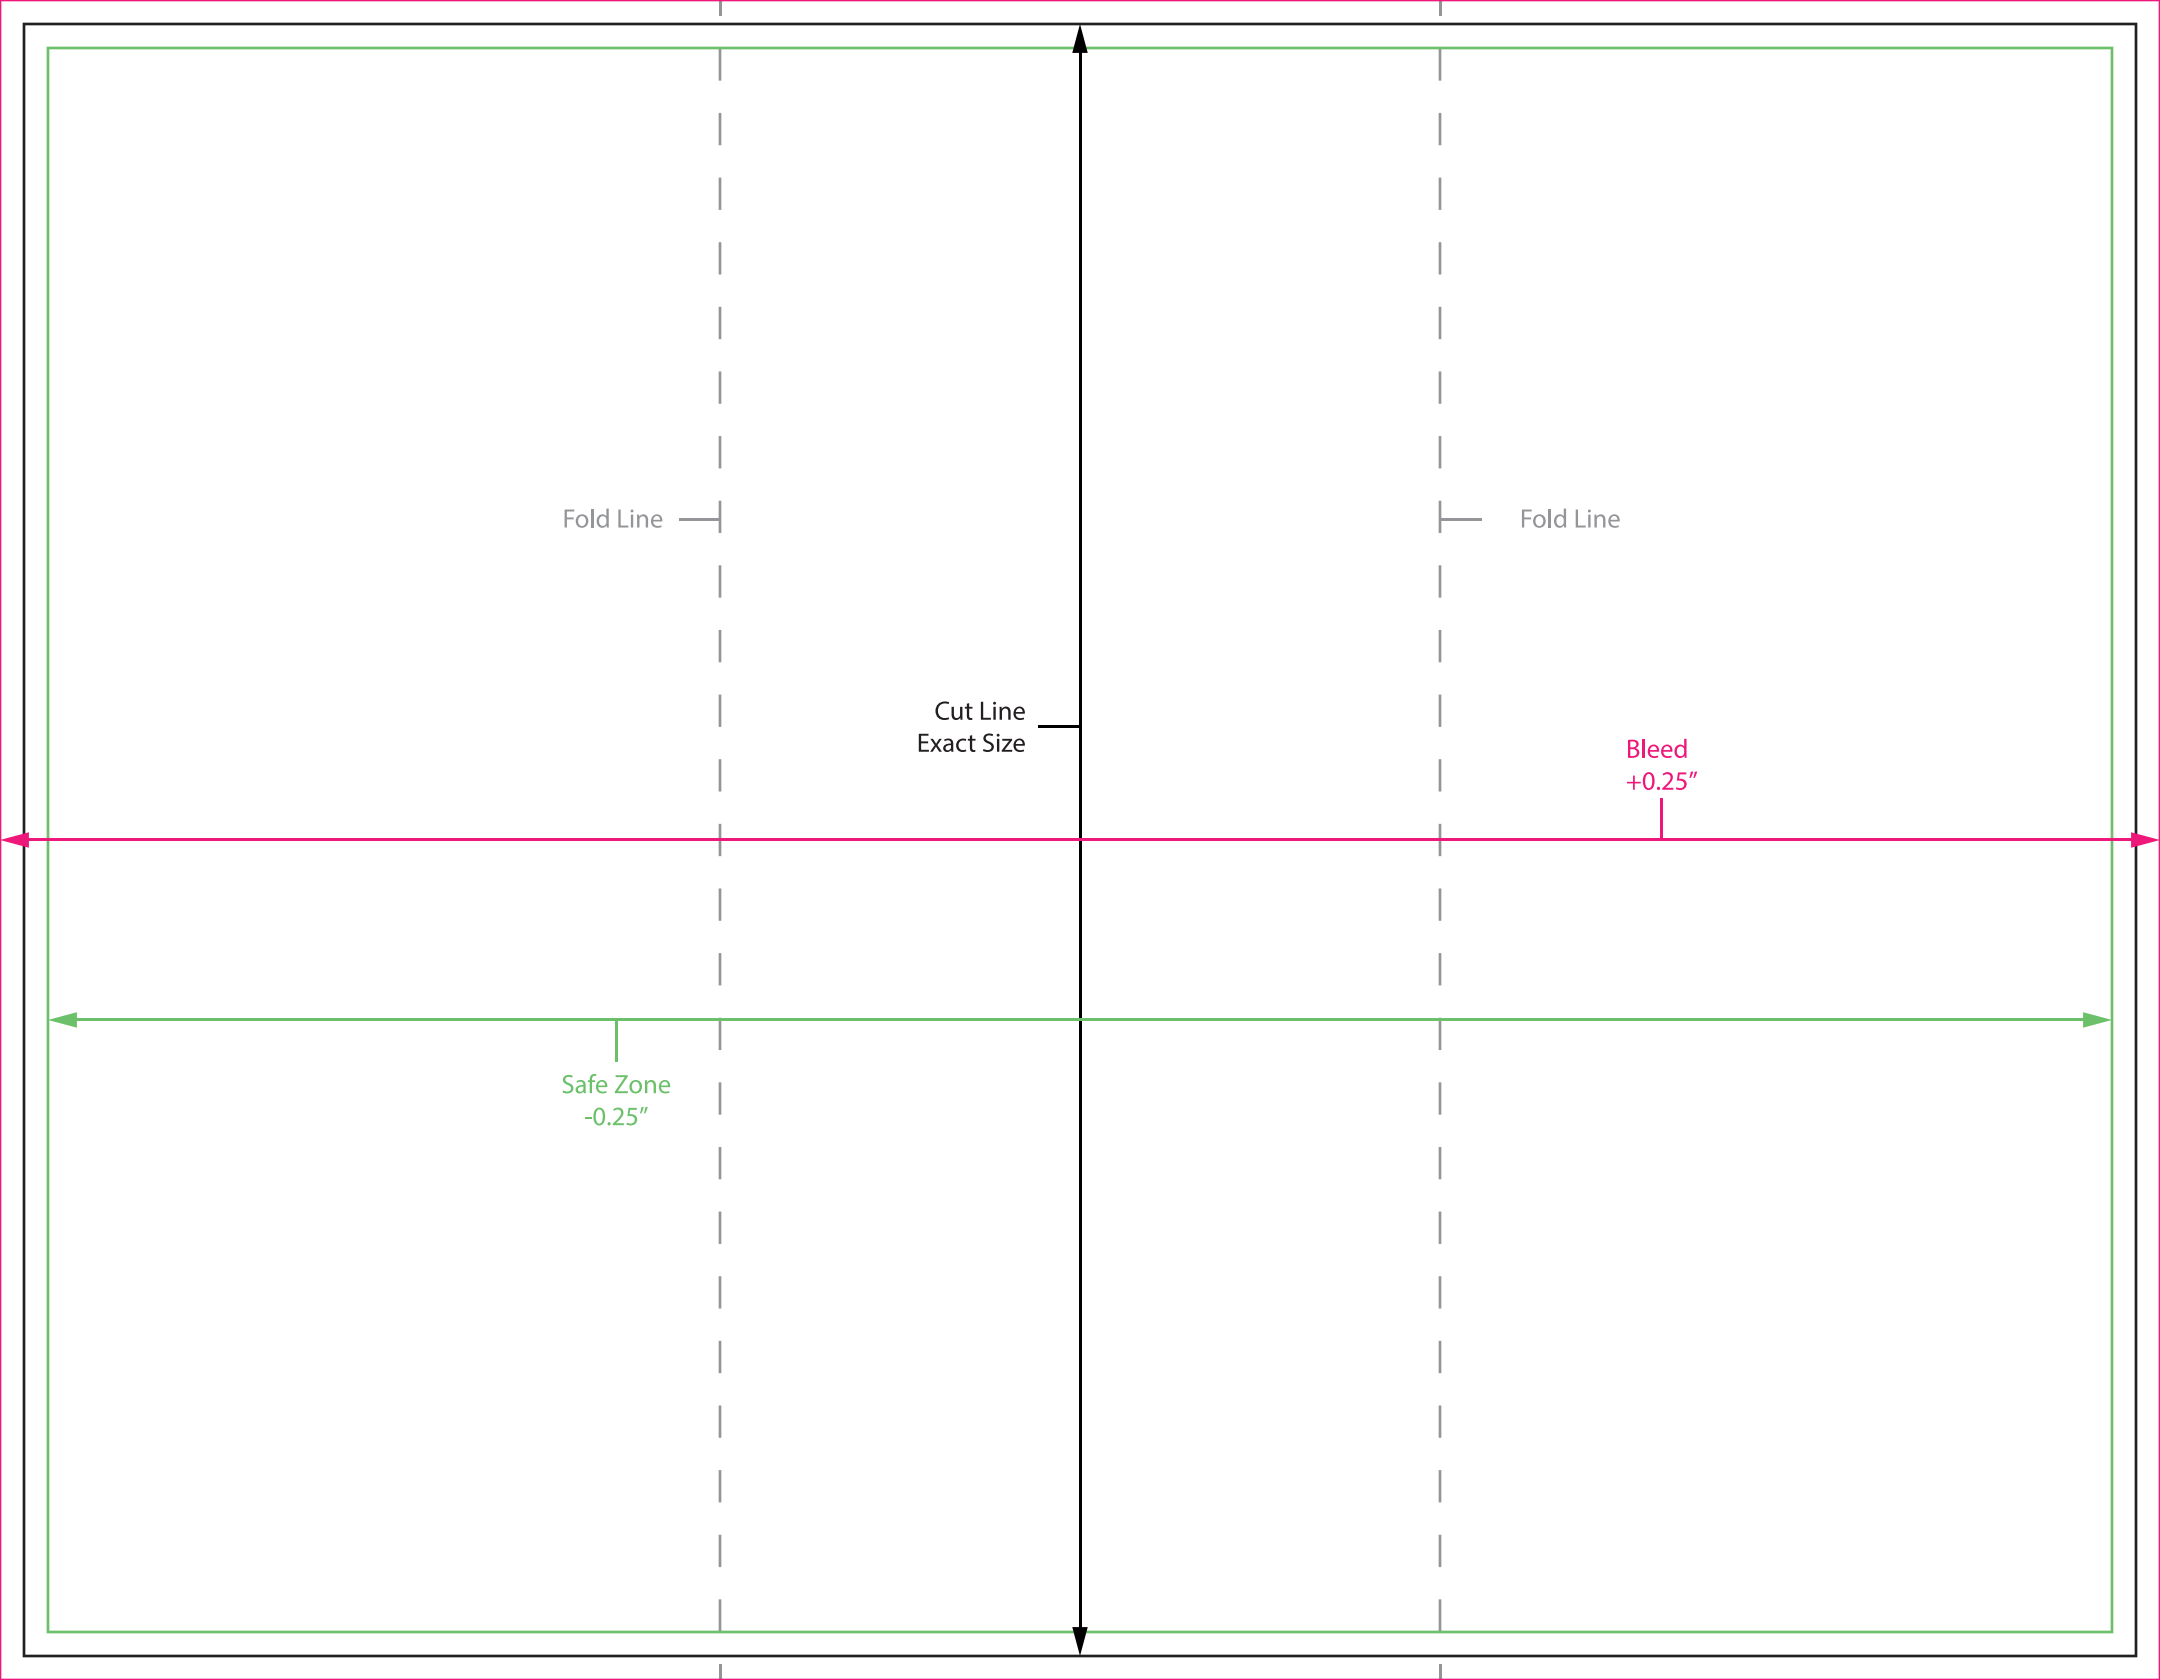 Fold Line
Fold Line
Cut Line
Exact Size
Bleed
+0.25”
Safe Zone
-0.25”